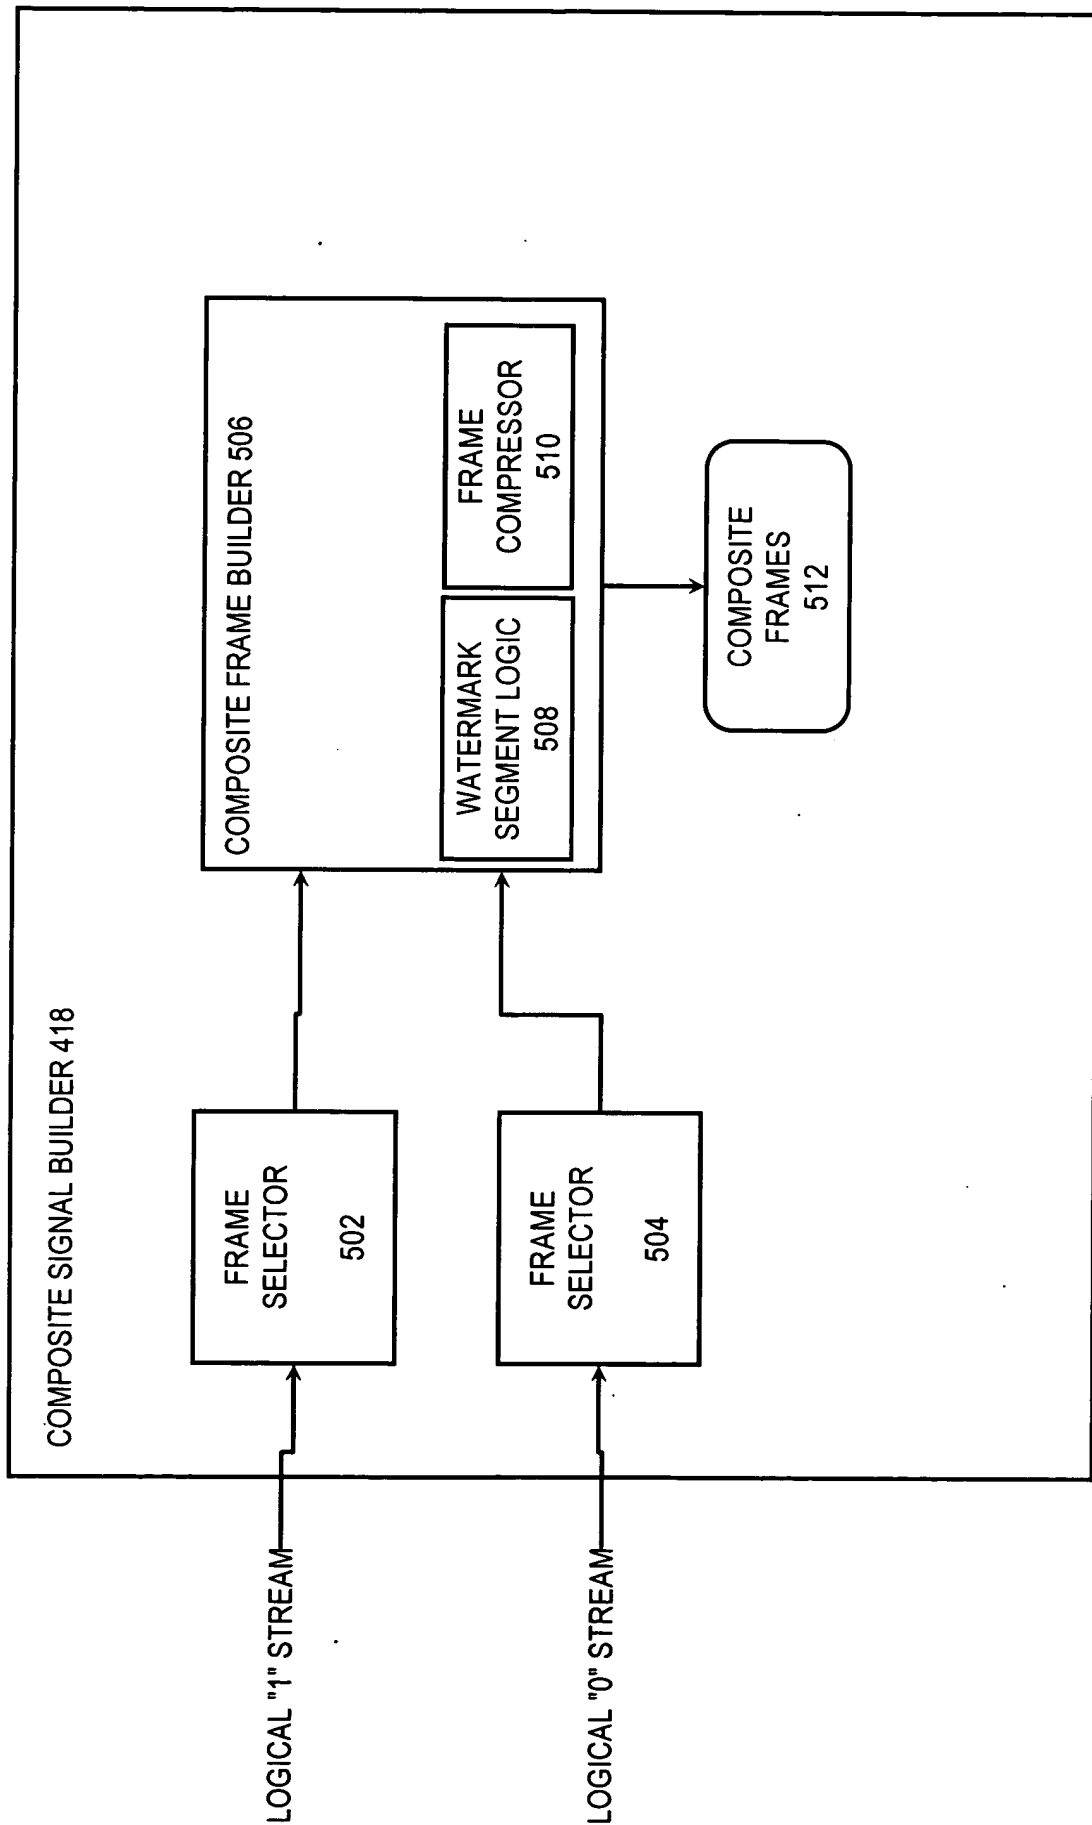 COMPOSITE SIGNAL BUILDER 418
LOGICAL "1" STREAM
FRAME
SELECTOR
502
COMPOSITE FRAME BUILDER 506
WATERMARK
SEGMENT LOGIC
508
FRAME
COMPRESSOR
510
LOGICAL "0" STREAM
FRAME
SELECTOR
504
COMPOSITE
FRAMES
512